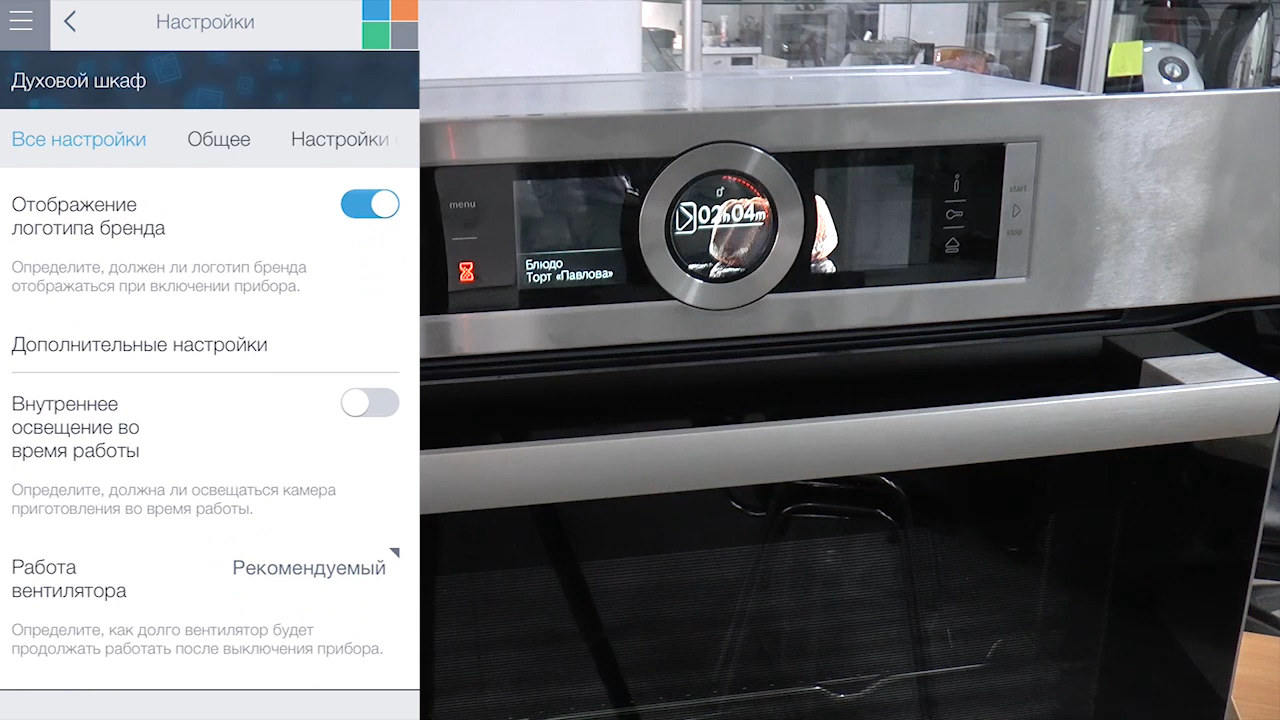 Настройки
Духовой шкаф
Все настройки
Общее
Настройки
Отображение
логотипа бренда
Определите, должен ли логотип бренда
отображаться при включении прибора.
Дополнительные настройки
Внутреннее
освещение во
время работы
Определите, должна ли освещаться камера
приготовления во время работы.
Работа
вентилятора
Рекомендуемый
Определите, как долго вентилятор будет
продолжать работать после выключения прибора.
menu
Блюдо
Торт «Павлова»
02h04m
i
start
stop